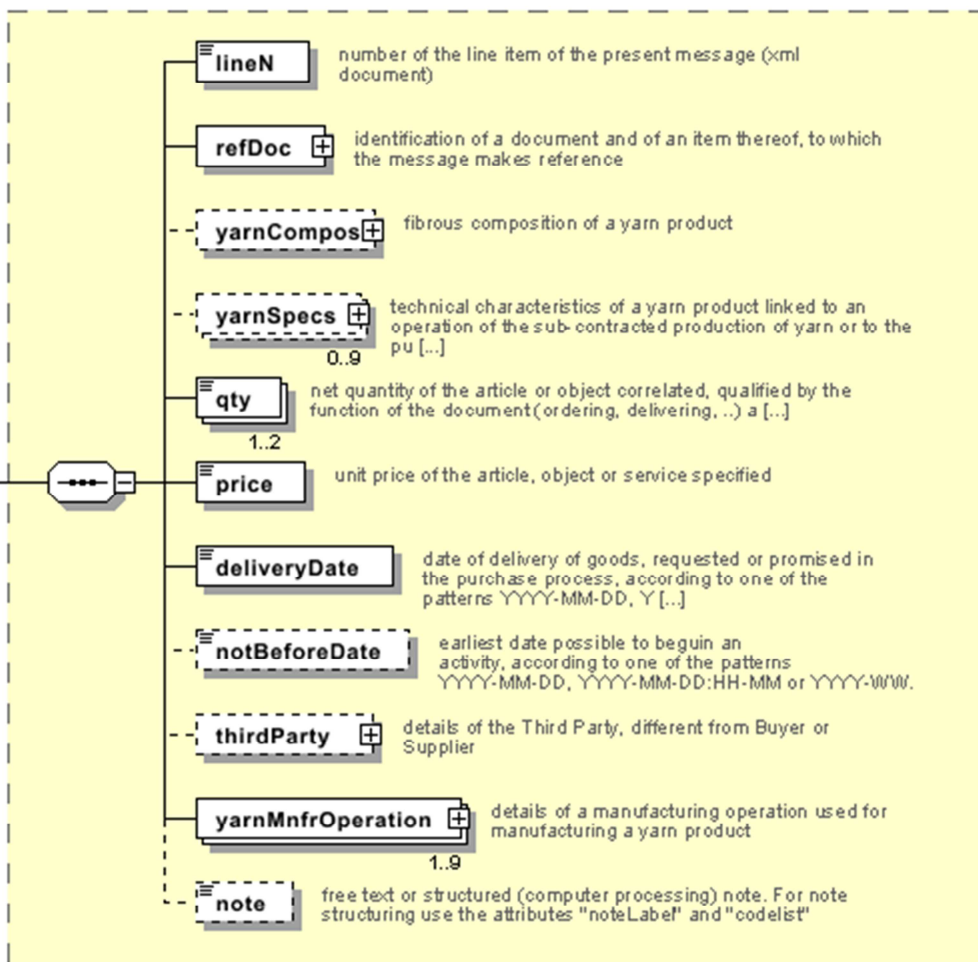 lineN
number of the line item of the present message (xml
document)
refDoc
identification of a document and of an item thereof, to which
the message makes reference
yarnCompos
fibrous composition of a yarn product
yarnSpecs
technical characteristics of a yarn product linked to an
operation of the sub-contracted production of yarn or to the
pu [...]
0..9
qty
net quantity of the article or object correlated, qualified by the
function of the document (ordering, delivering, ..) a [...]
1..2
price
unit price of the article, object or service specified
deliveryDate
date of delivery of goods, requested or promised in
the purchase process, according to one of the
patterns YYYY-MM-DD, Y [...]
notBeforeDate
earliest date possible to beguin an
activity, according to one of the patterns
YYYY-MM-DD, YYYY-MM-DD:HH-MM or YYYY-WW.
thirdParty
details of the Third Party, different from Buyer or
Supplier
yarnMnfrOperation
details of a manufacturing operation used for
manufacturing a yarn product
1..9
note
free text or structured (computer processing) note. For note
structuring use the attributes "noteLabel" and "codelist"